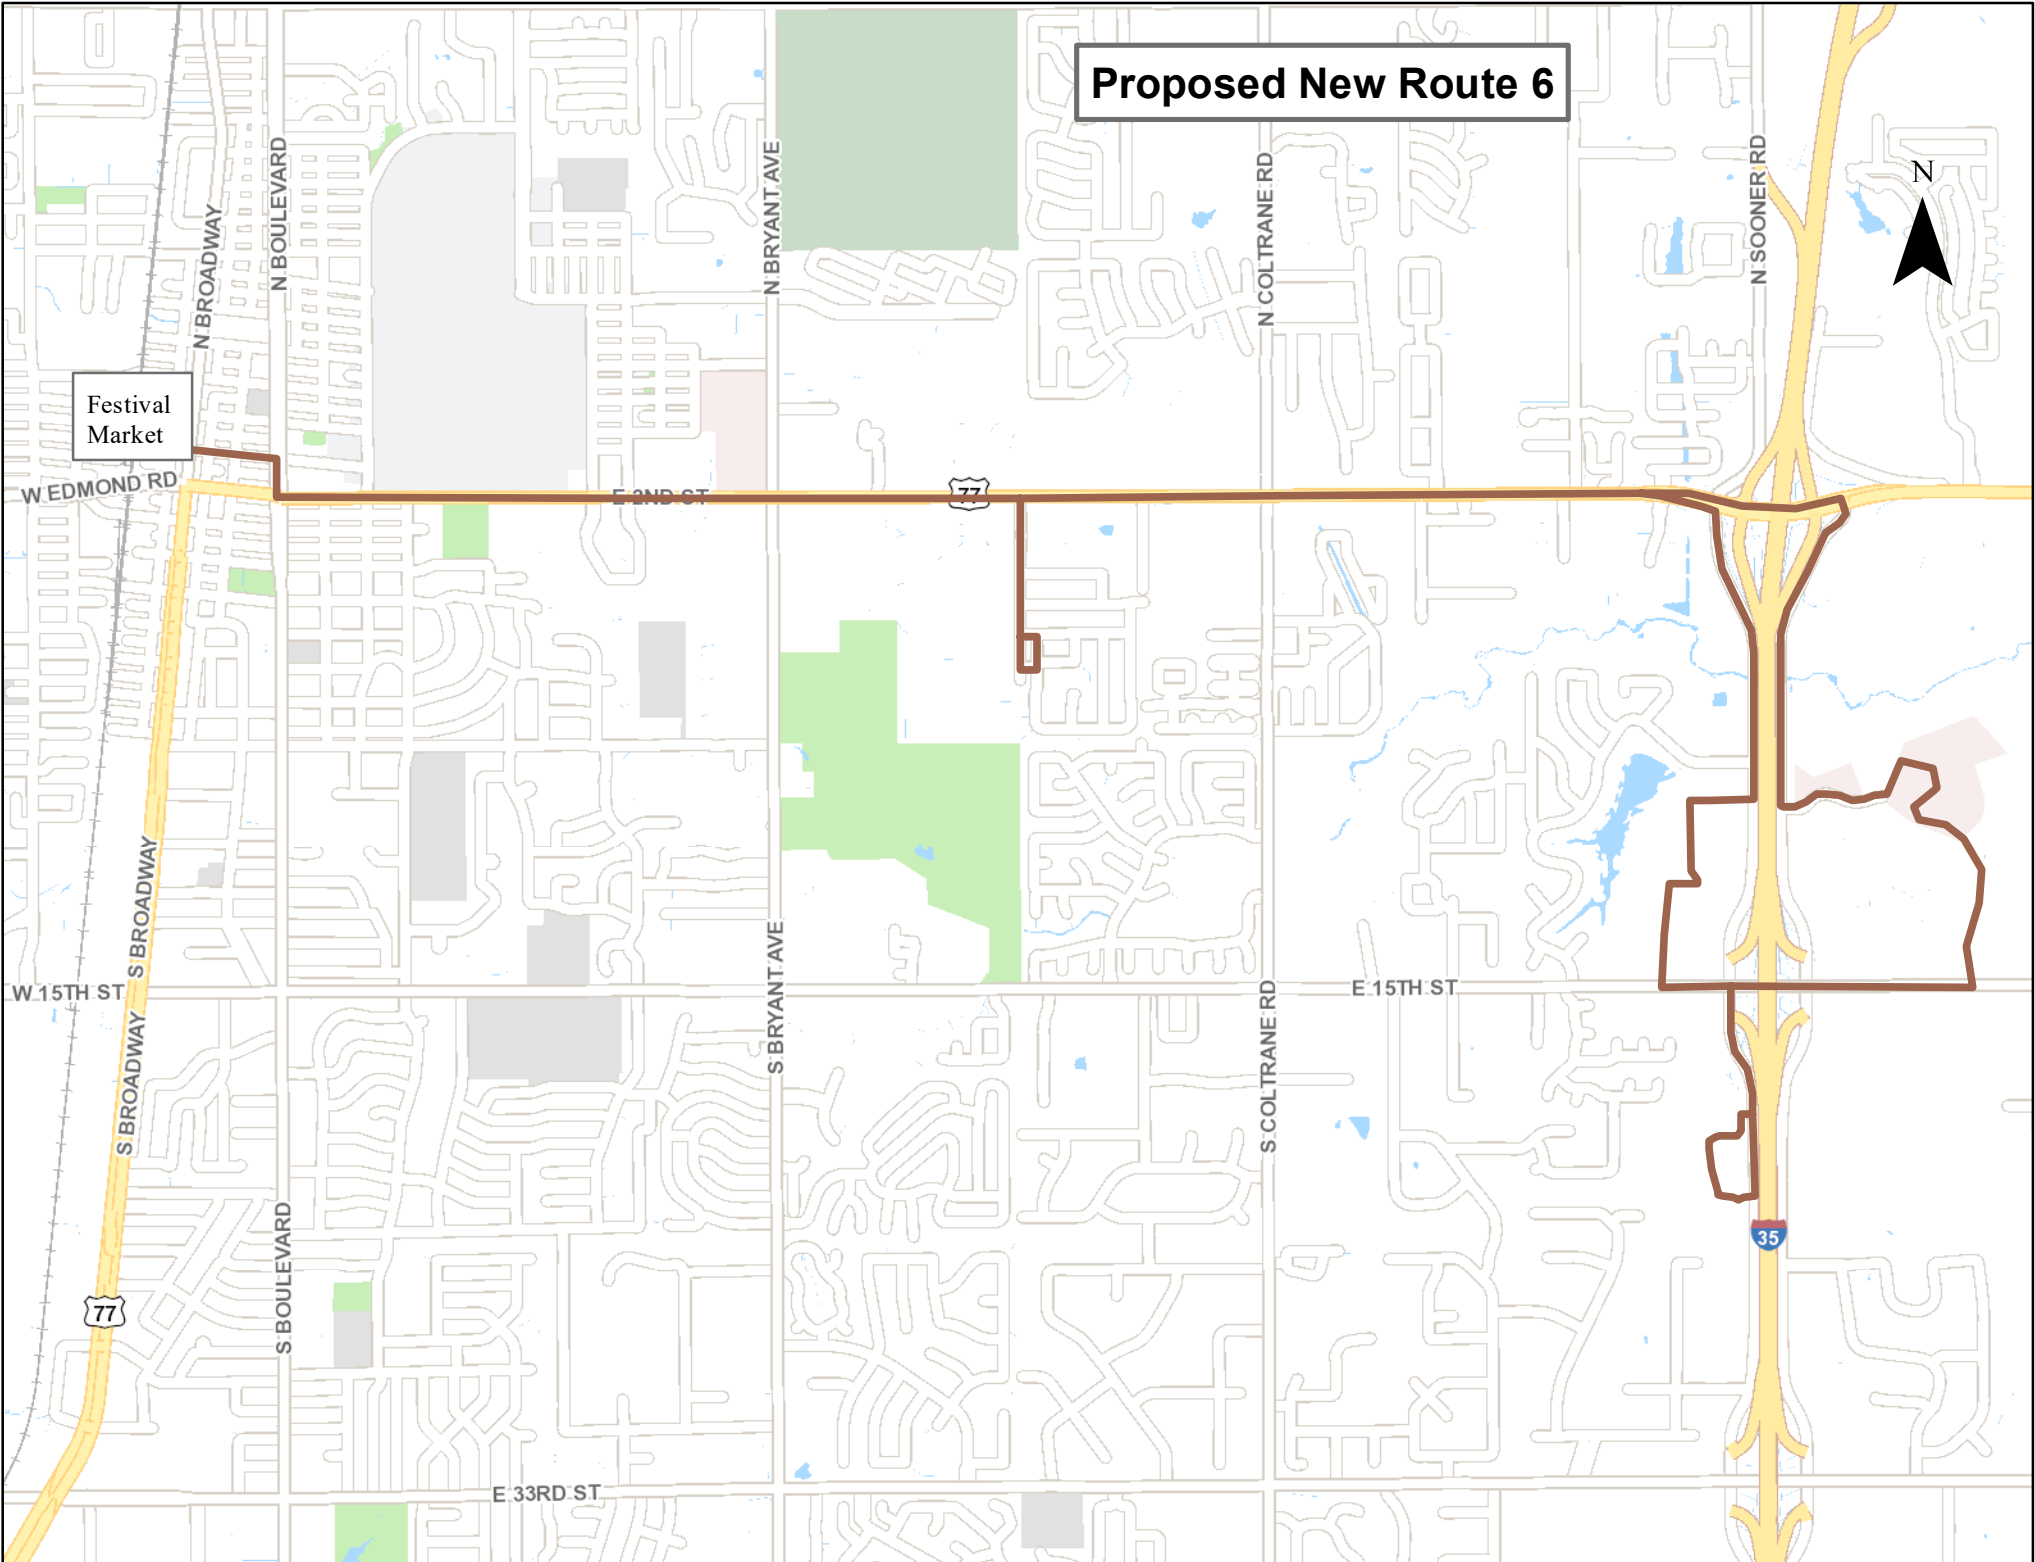 Proposed New Route 6
N
N BROADWAY
N BOULEVARD
N BRYANT AVE
N COLTRANE RD
N SOONER RD
Festival
Market
W EDMOND RD
E 2ND ST
77
S BROADWAY
S BROADWAY
S BRYANT AVE
W 15TH ST
E 15TH ST
S COLTRANE RD
S BOULEVARD
35
77
E 33RD ST